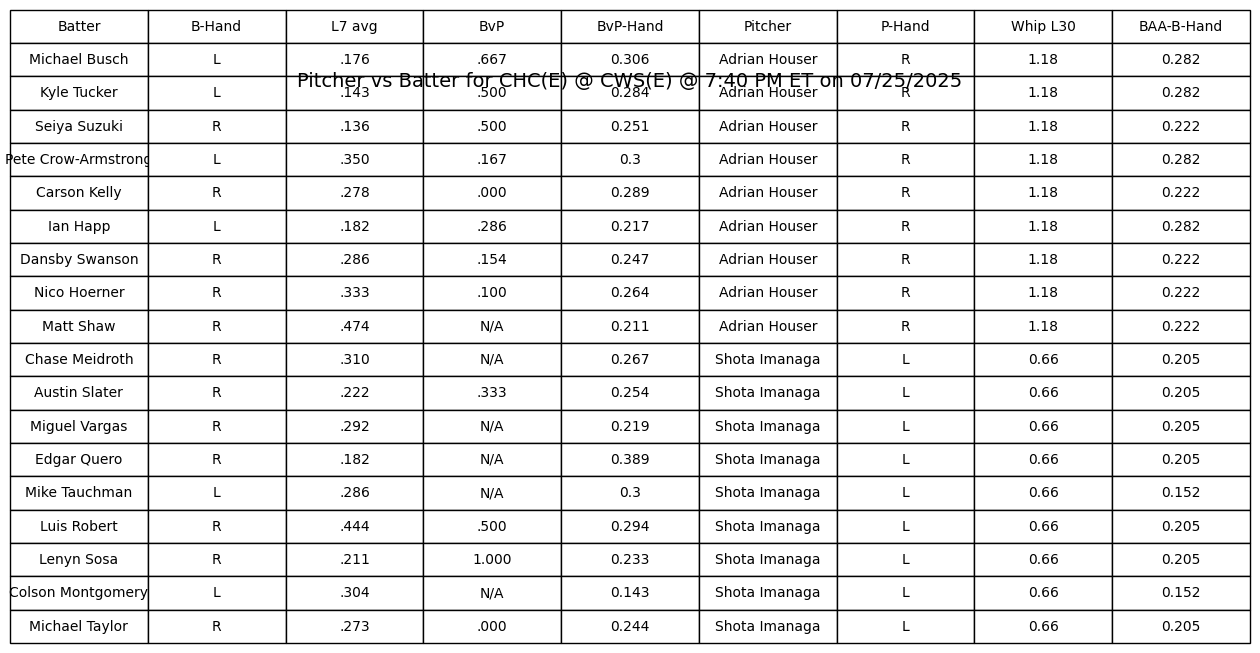 Batter B-Hand L7 avg BvP BvP-Hand Pitcher P-Hand Whip L30 BAA-B-Hand
Michael Busch L .176 .667 0.306 Adrian Houser R 1.18 0.282
Pitcher vs Batter for CHC(E) @ CWS(E) @ 7:40 PM ET on 07/25/2025
Kyle Tucker L .143 .500 0.284 Adrian Houser R 1.18 0.282
Seiya Suzuki R .136 .500 0.251 Adrian Houser R 1.18 0.222
Pete Crow-Armstrong L .350 .167 0.3 Adrian Houser R 1.18 0.282
Carson Kelly R .278 .000 0.289 Adrian Houser R 1.18 0.222
Ian Happ L .182 .286 0.217 Adrian Houser R 1.18 0.282
Dansby Swanson R .286 .154 0.247 Adrian Houser R 1.18 0.222
Nico Hoerner R .333 .100 0.264 Adrian Houser R 1.18 0.222
Matt Shaw R .474 N/A 0.211 Adrian Houser R 1.18 0.222
Chase Meidroth R .310 N/A 0.267 Shota Imanaga L 0.66 0.205
Austin Slater R .222 .333 0.254 Shota Imanaga L 0.66 0.205
Miguel Vargas R .292 N/A 0.219 Shota Imanaga L 0.66 0.205
Edgar Quero R .182 N/A 0.389 Shota Imanaga L 0.66 0.205
Mike Tauchman L .286 N/A 0.3 Shota Imanaga L 0.66 0.152
Luis Robert R .444 .500 0.294 Shota Imanaga L 0.66 0.205
Lenyn Sosa R .211 1.000 0.233 Shota Imanaga L 0.66 0.205
Colson Montgomery L .304 N/A 0.143 Shota Imanaga L 0.66 0.152
Michael Taylor R .273 .000 0.244 Shota Imanaga L 0.66 0.205